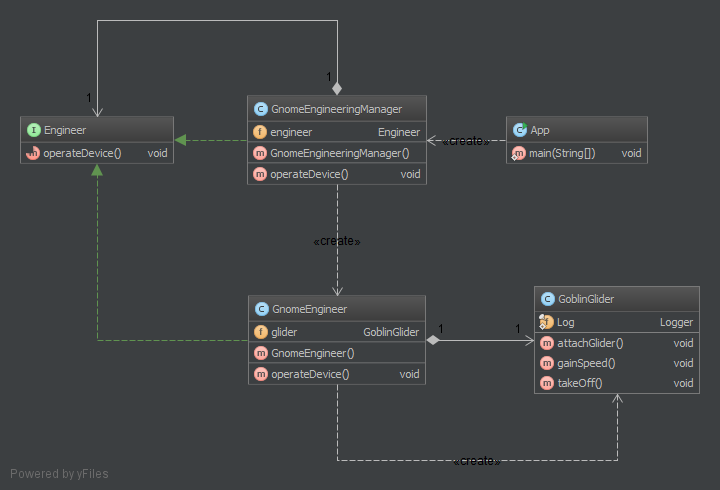 1
1
I Engineer
m operateDevice() void
C GnomeEngineeringManager
f engineer Engineer
m GnomeEngineeringManager()
m operateDevice() void
«create»
C App
m main(String[]) void
«create»
C GnomeEngineer
f glider GoblinGlider
m GnomeEngineer()
m operateDevice() void
1
1
C GoblinGlider
f Log Logger
m attachGlider() void
m gainSpeed() void
m takeOff() void
«create»
Powered by yFiles